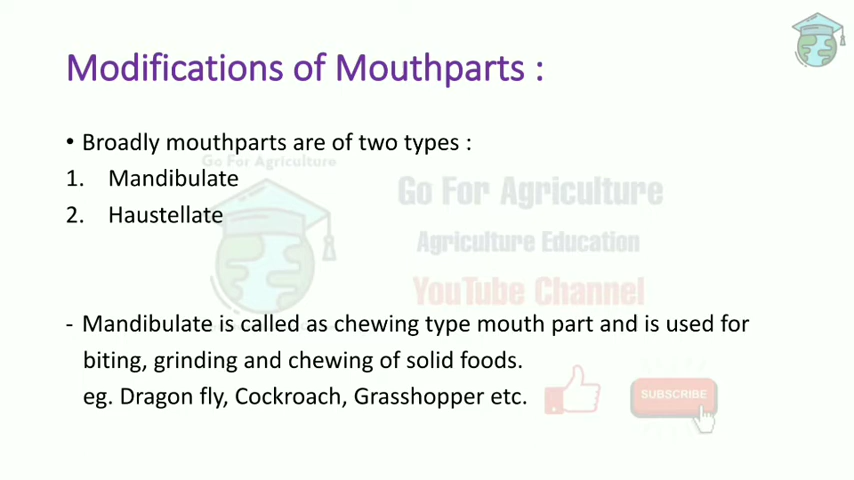 Modifications of Mouthparts :
• Broadly mouthparts are of two types :
Go For Agriculture
1. Mandibulate
Go For Agriculture
2. Haustellate
Agriculture Education
YouTube Channel
- Mandibulate is called as chewing type mouth part and is used for
biting, grinding and chewing of solid foods.
eg. Dragon fly, Cockroach, Grasshopper etc.
SUBSCRIBE